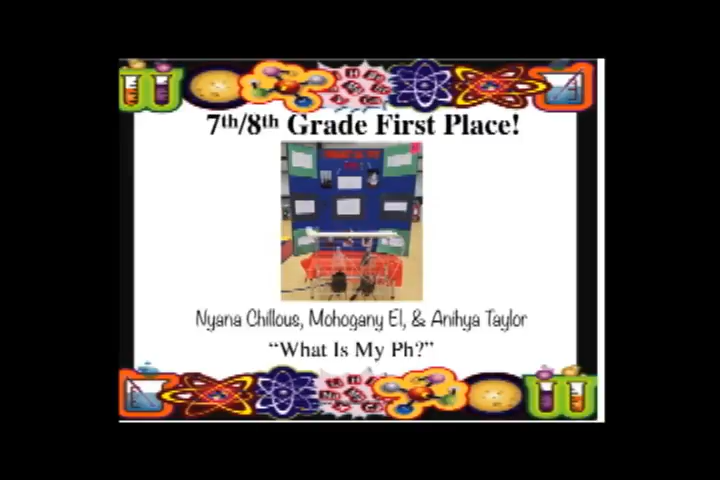 7th/8th Grade First Place!
Nyana Chillous, Mohogany El, & Anihya Taylor
“What Is My Ph?”